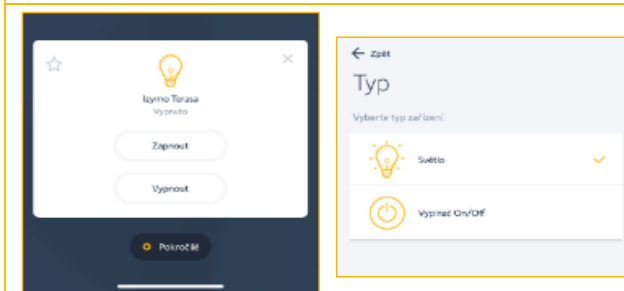 Izymo Terasa
Vypnuto
Zapnout
Vypnout
Pokročilé
Zpět
Typ
Vyberte typ zařízení.
Světlo
Vypínač On/Off